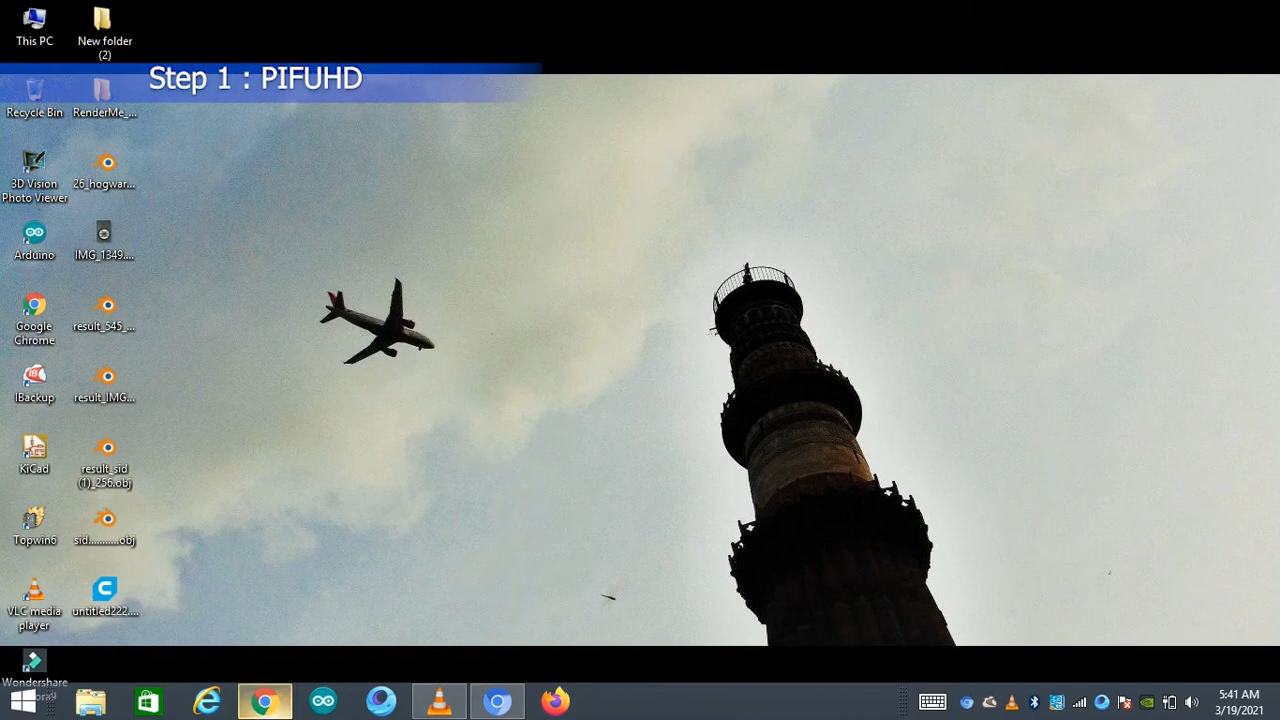 This PC
New folder
(2)
Step 1 : PIFUHD
Recycle Bin
RenderMe_...
3D Vision
Photo Viewer
26_hogwar...
Arduino
IMG_1349....
Google
Chrome
result_545_...
IBackup
result_IMG...
KiCad
result_sid
(1)_256.obj
Topwin6
sid...........obj
VLC media
player
untitled222....
Wondershare
5:41 AM
3/19/2021